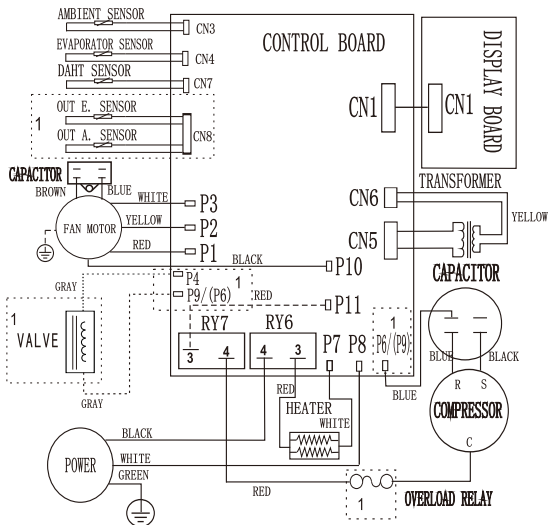 AMBIENT SENSOR
CN3
EVAPORATOR SENSOR
CN4
DAHT SENSOR
CN7
OUT E. SENSOR
1
OUT A. SENSOR
CN8
CONTROL BOARD
DISPLAY BOARD
CN1
CN1
CAPACITOR
BROWN
BLUE
WHITE
P3
FAN MOTOR
YELLOW
P2
RED
P1
CN6
TRANSFORMER
YELLOW
CN5
BLACK
P10
CAPACITOR
GRAY
P4
1
P9/(P6)
RED
P11
1
VALVE
RY7
RY6
P7
P8
1
P6/(P9)
3
4
4
3
BLUE
BLACK
BLUE
R
S
COMPRESSOR
C
GRAY
RED
HEATER
WHITE
BLACK
POWER
WHITE
GREEN
RED
1
OVERLOAD RELAY